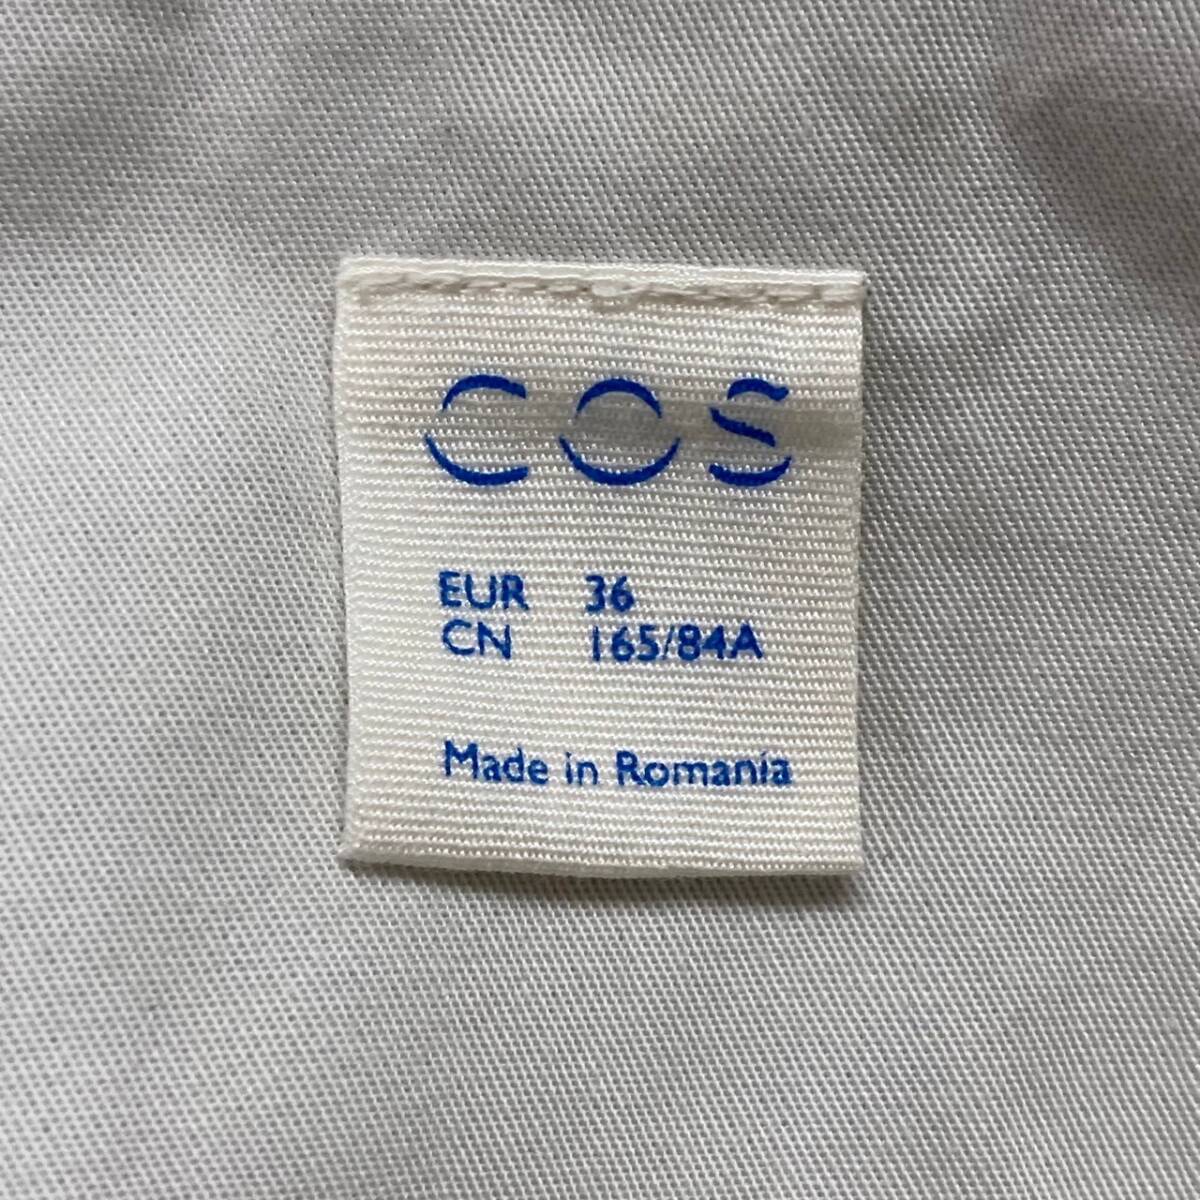 COS
EUR 36
CN 165/84A
Made in Romania